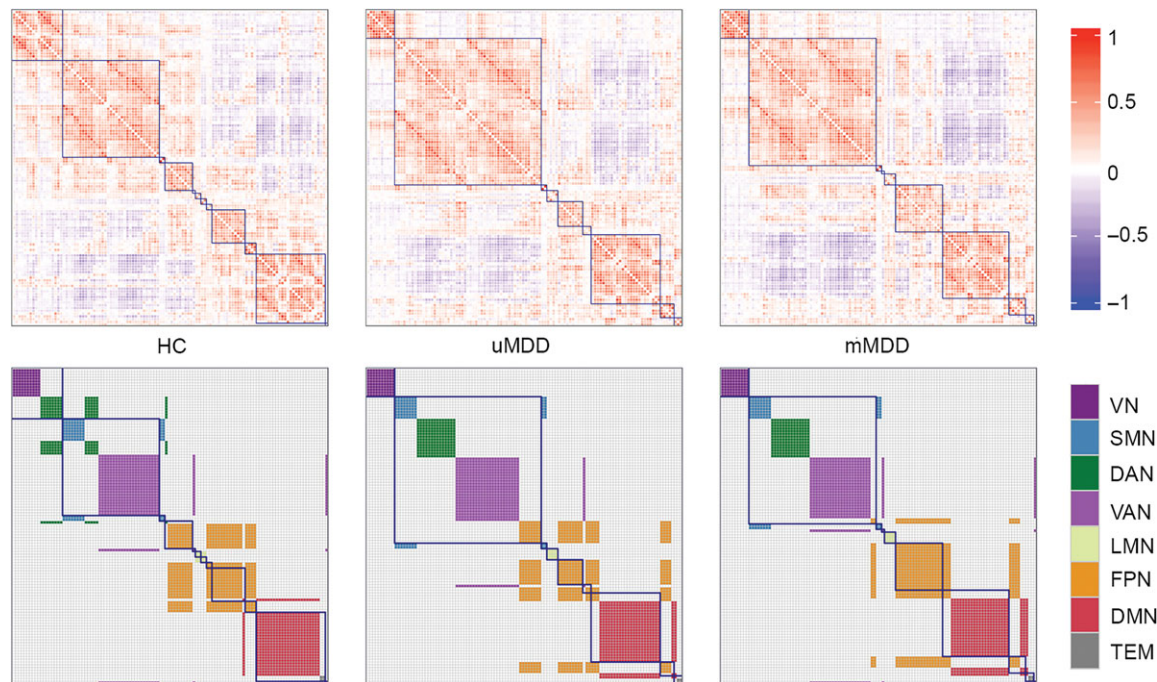 1
0.5
0
–0.5
–1
HC
uMDD
mMDD
VN
SMN
DAN
VAN
LMN
FPN
DMN
TEM